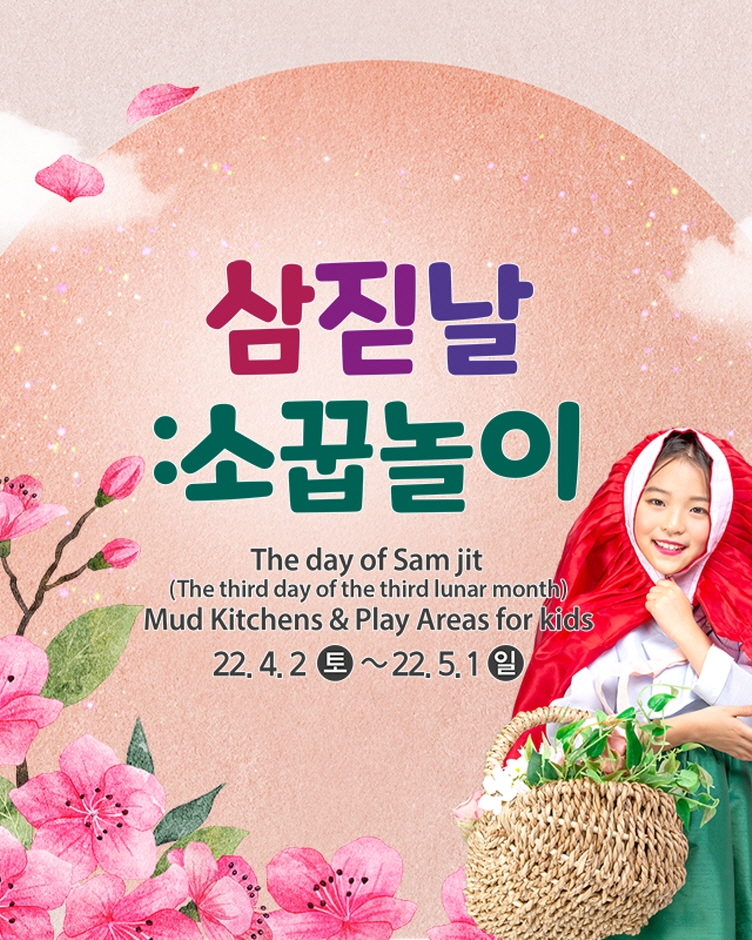 삼짇날
:소꿉놀이
The day of Sam jit
(The third day of the third lunar month)
Mud Kitchens & Play Areas for kids
22. 4. 2 토 ~ 22. 5. 1 일